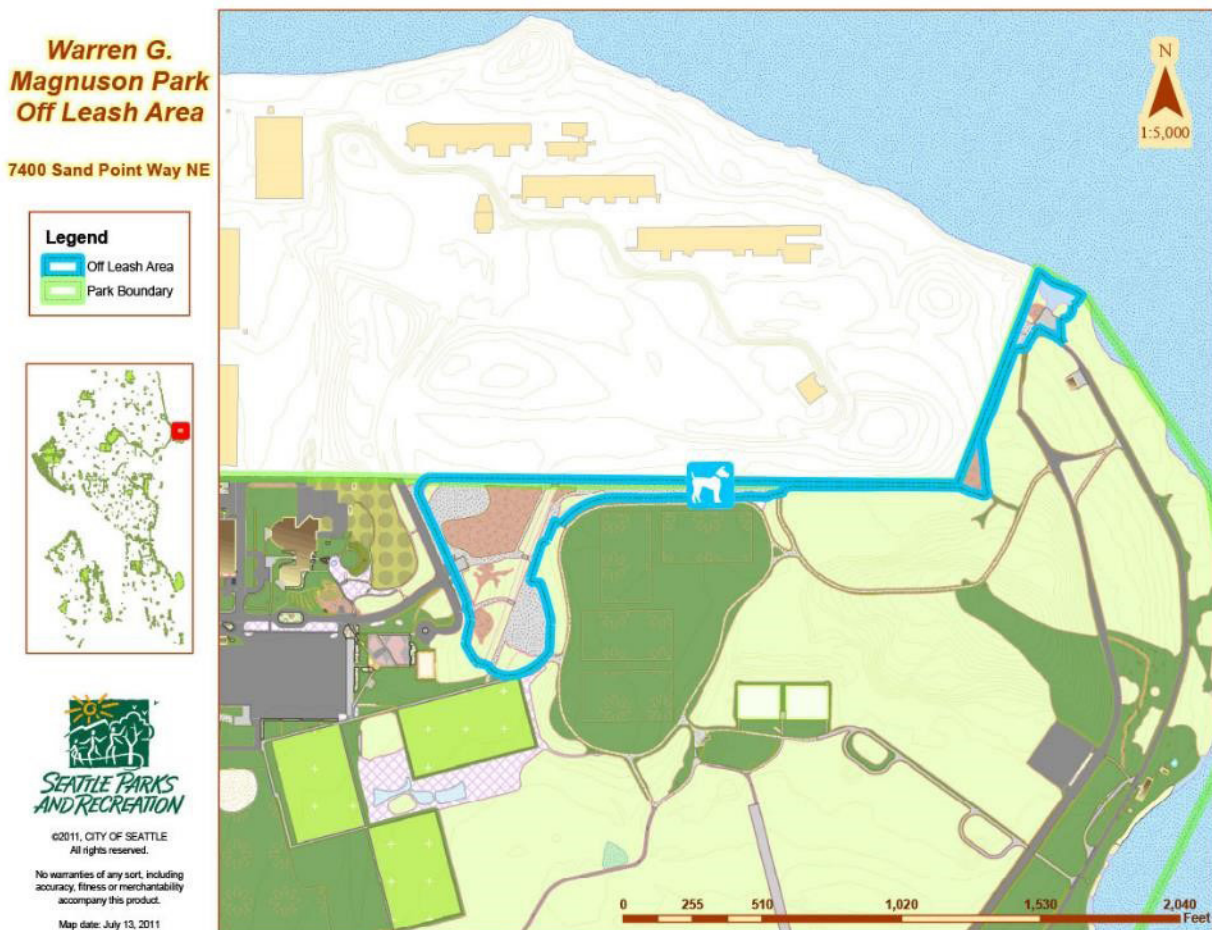 Warren G.
Magnuson Park
Off Leash Area
7400 Sand Point Way NE
Legend
Off Leash Area
Park Boundary
SEATTLE PARKS
AND RECREATION
©2011, CITY OF SEATTLE
All rights reserved.
No warranties of any sort, including
accuracy, fitness or merchantability
accompany this product.
Map date: July 13, 2011
N
1:5,000
0 255 510 1,020 1,530 2,040
Feet